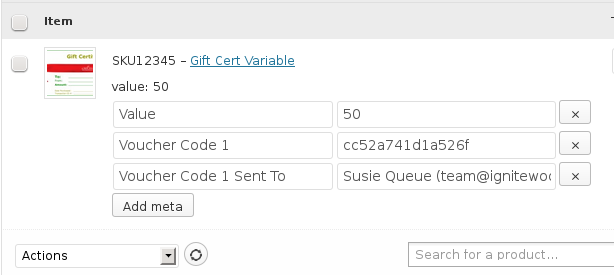 Item
Gift Certi
SKU12345 – Gift Cert Variable
value: 50
Value 50 ×
Voucher Code 1 cc52a741d1a526f ×
Voucher Code 1 Sent To Susie Queue (team@ignitewoo ×
Add meta
Actions Search for a product...